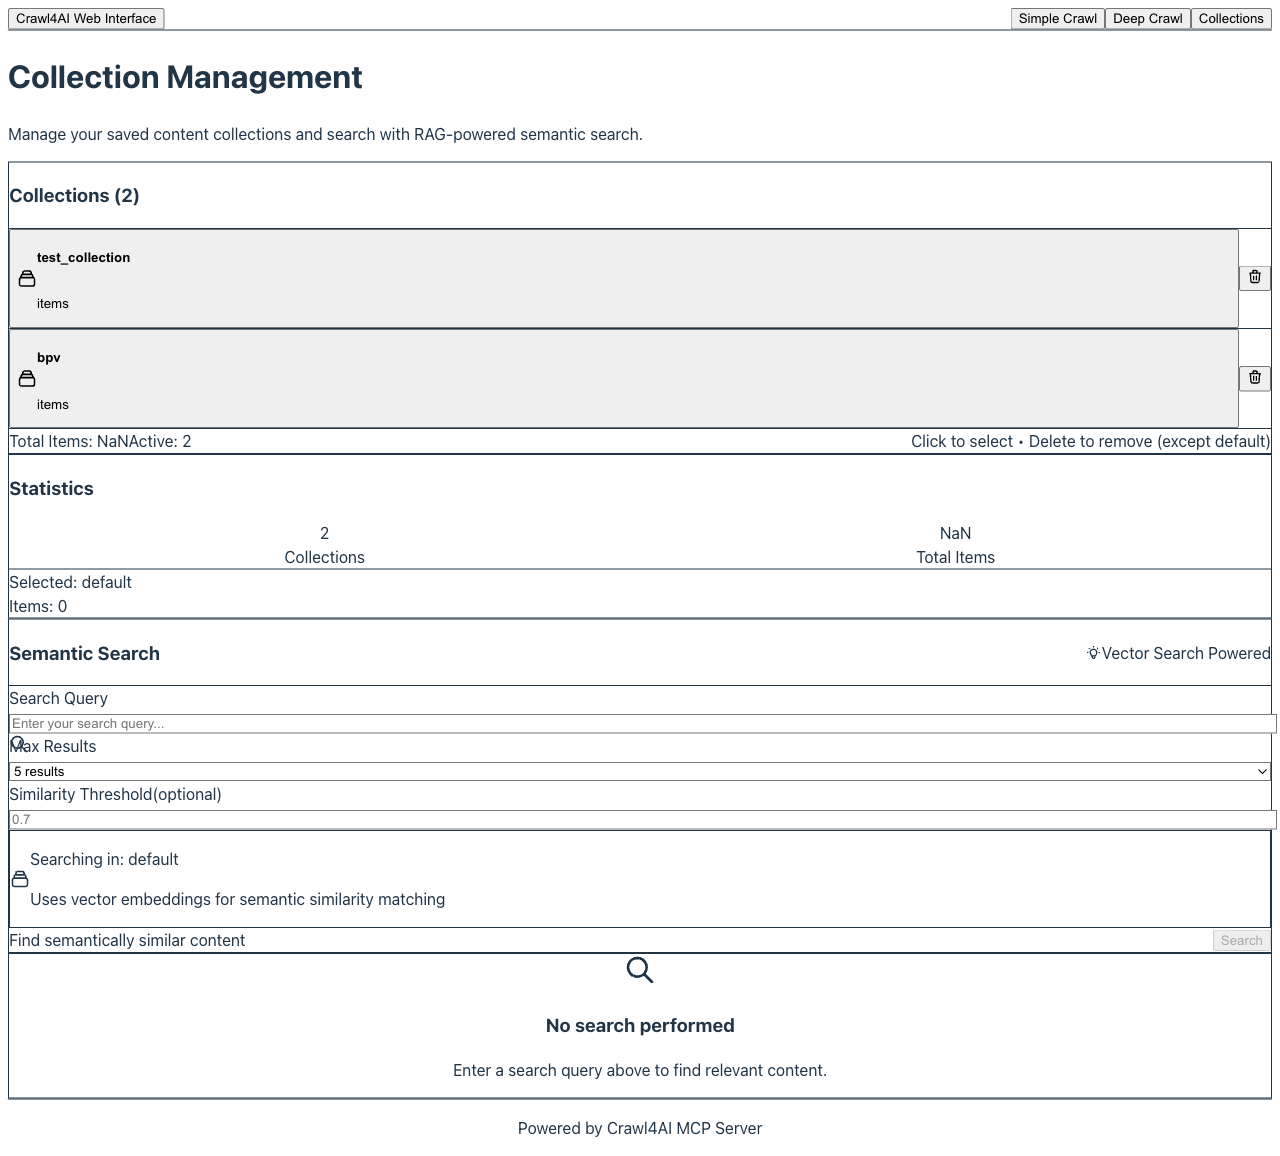 Crawl4AI Web Interface
Simple Crawl Deep Crawl Collections
Collection Management
Manage your saved content collections and search with RAG-powered semantic search.
Collections (2)
test_collection
items
bpv
items
Total Items: NaNActive: 2
Click to select • Delete to remove (except default)
Statistics
2
Collections
NaN
Total Items
Selected: default
Items: 0
Semantic Search
Vector Search Powered
Search Query
Enter your search query...
Max Results
5 results
Similarity Threshold(optional)
0.7
Searching in: default
Uses vector embeddings for semantic similarity matching
Find semantically similar content
Search
No search performed
Enter a search query above to find relevant content.
Powered by Crawl4AI MCP Server